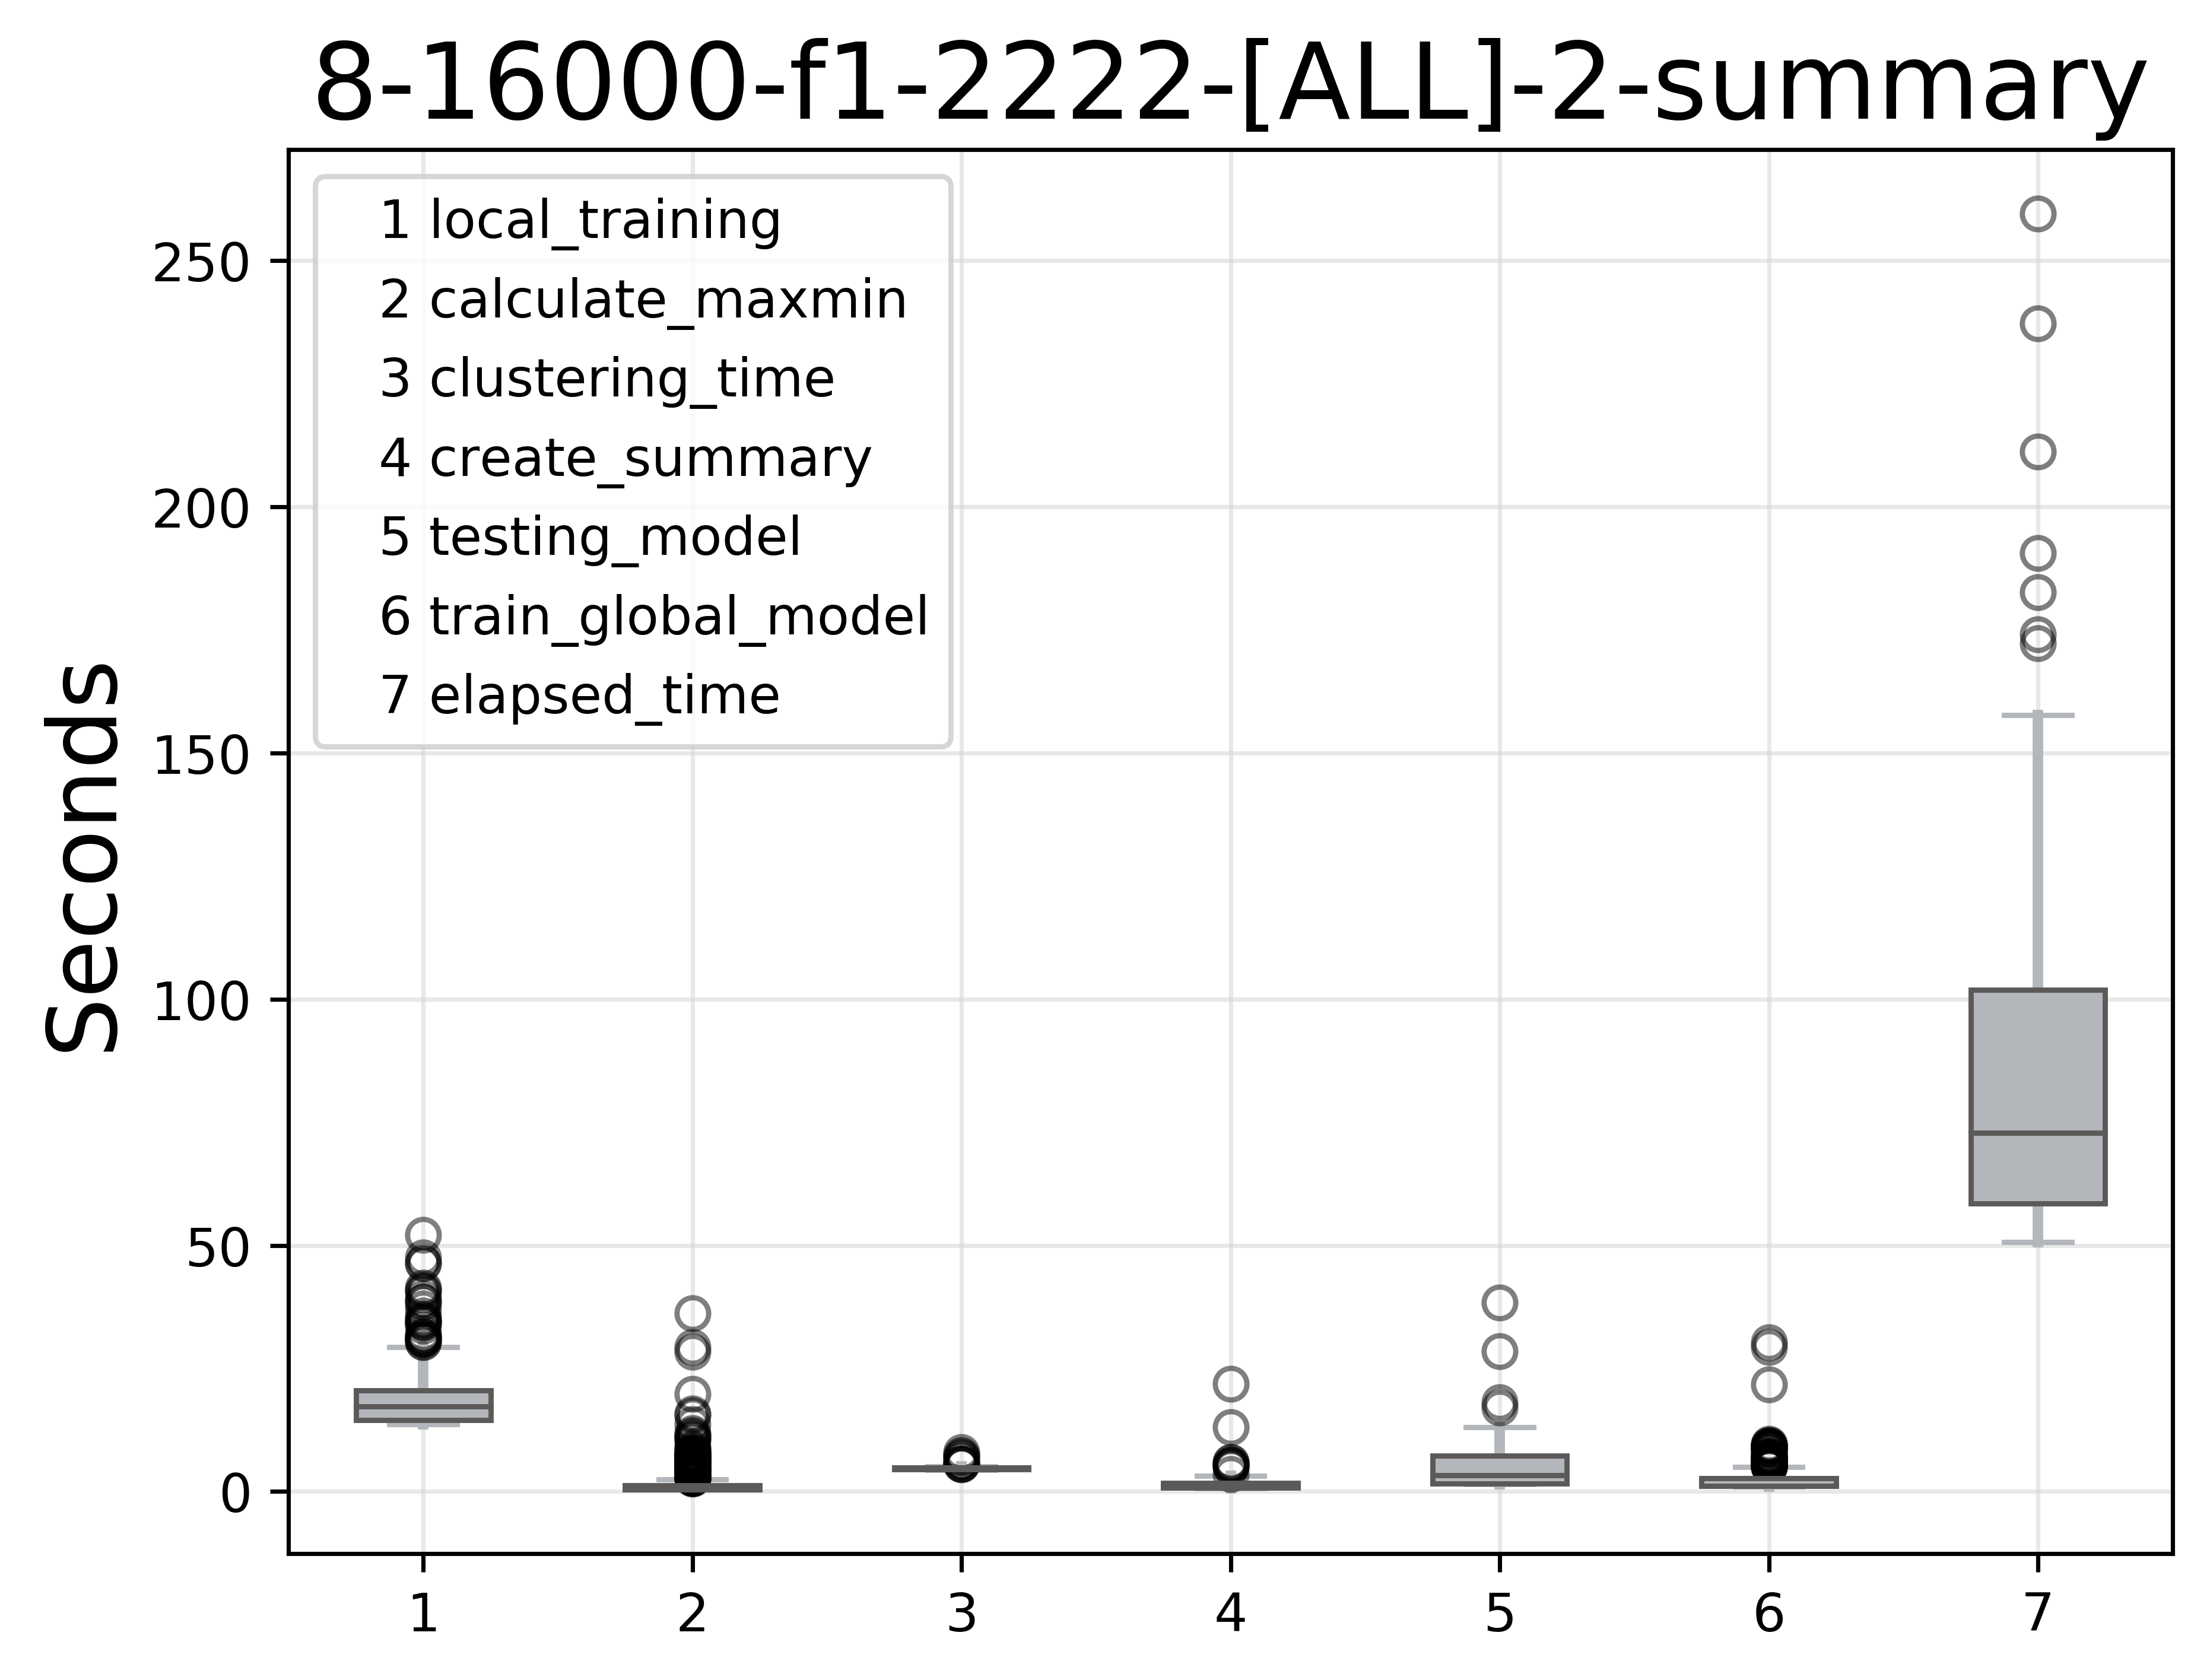 8-16000-f1-2222-[ALL]-2-summary
1 local_training
2 calculate_maxmin
3 clustering_time
4 create_summary
5 testing_model
6 train_global_model
7 elapsed_time
Seconds
250
200
150
100
50
0
1 2 3 4 5 6 7